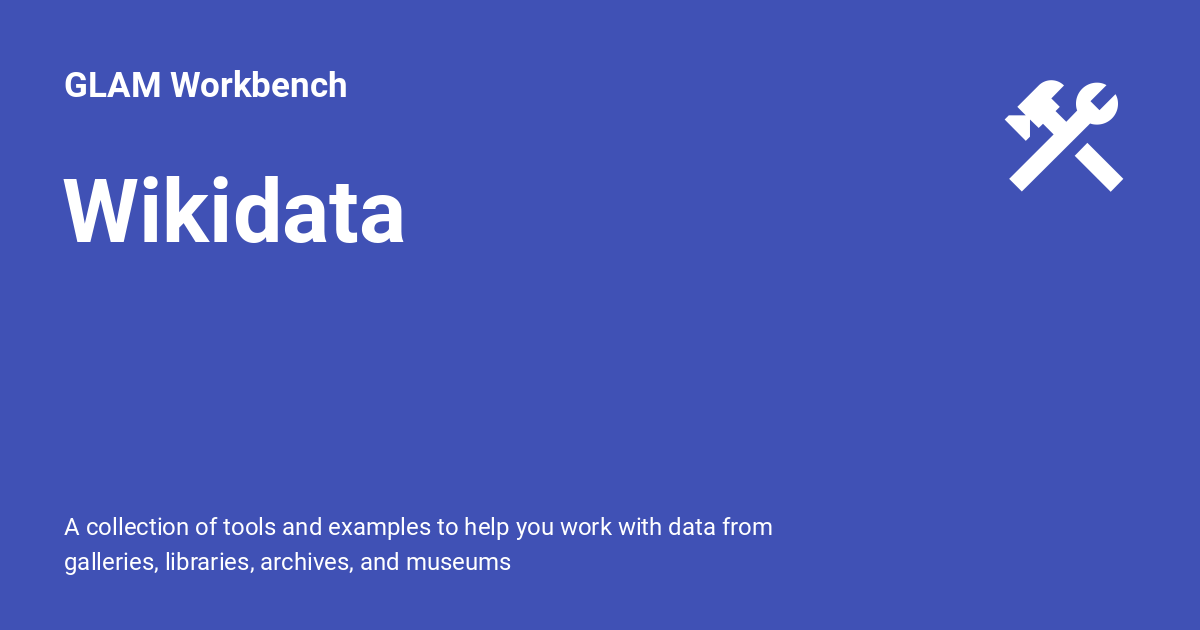 GLAM Workbench
Wikidata
A collection of tools and examples to help you work with data from
galleries, libraries, archives, and museums